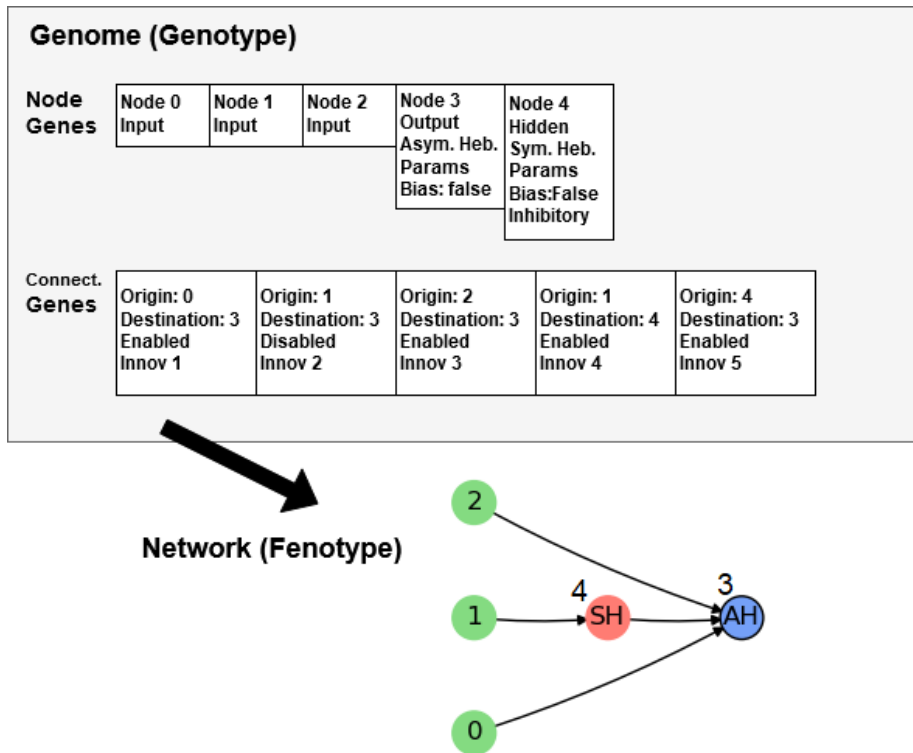 Genome (Genotype)
Node
Genes
Node 0
Input
Node 1
Input
Node 2
Input
Node 3
Output
Asym. Heb.
Params
Bias: false
Node 4
Hidden
Sym. Heb.
Params
Bias:False
Inhibitory
Connect.
Genes
Origin: 0
Destination: 3
Enabled
Innov 1
Origin: 1
Destination: 3
Disabled
Innov 2
Origin: 2
Destination: 3
Enabled
Innov 3
Origin: 1
Destination: 4
Enabled
Innov 4
Origin: 4
Destination: 3
Enabled
Innov 5
Network (Fenotype)
2
4
3
1
SH
AH
0